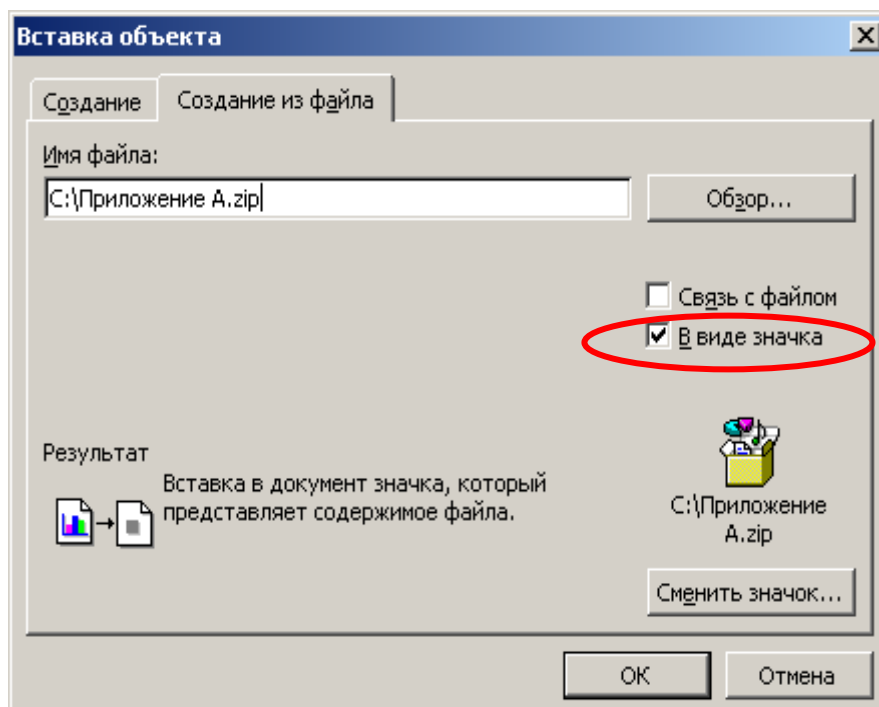 Вставка объекта
Создание
Создание из файла
Имя файла:
C:\Приложение A.zip
Обзор...
Связь с файлом
В виде значка
Результат
Вставка в документ значка, который
представляет содержимое файла.
C:\Приложение
A.zip
Сменить значок...
ОК
Отмена